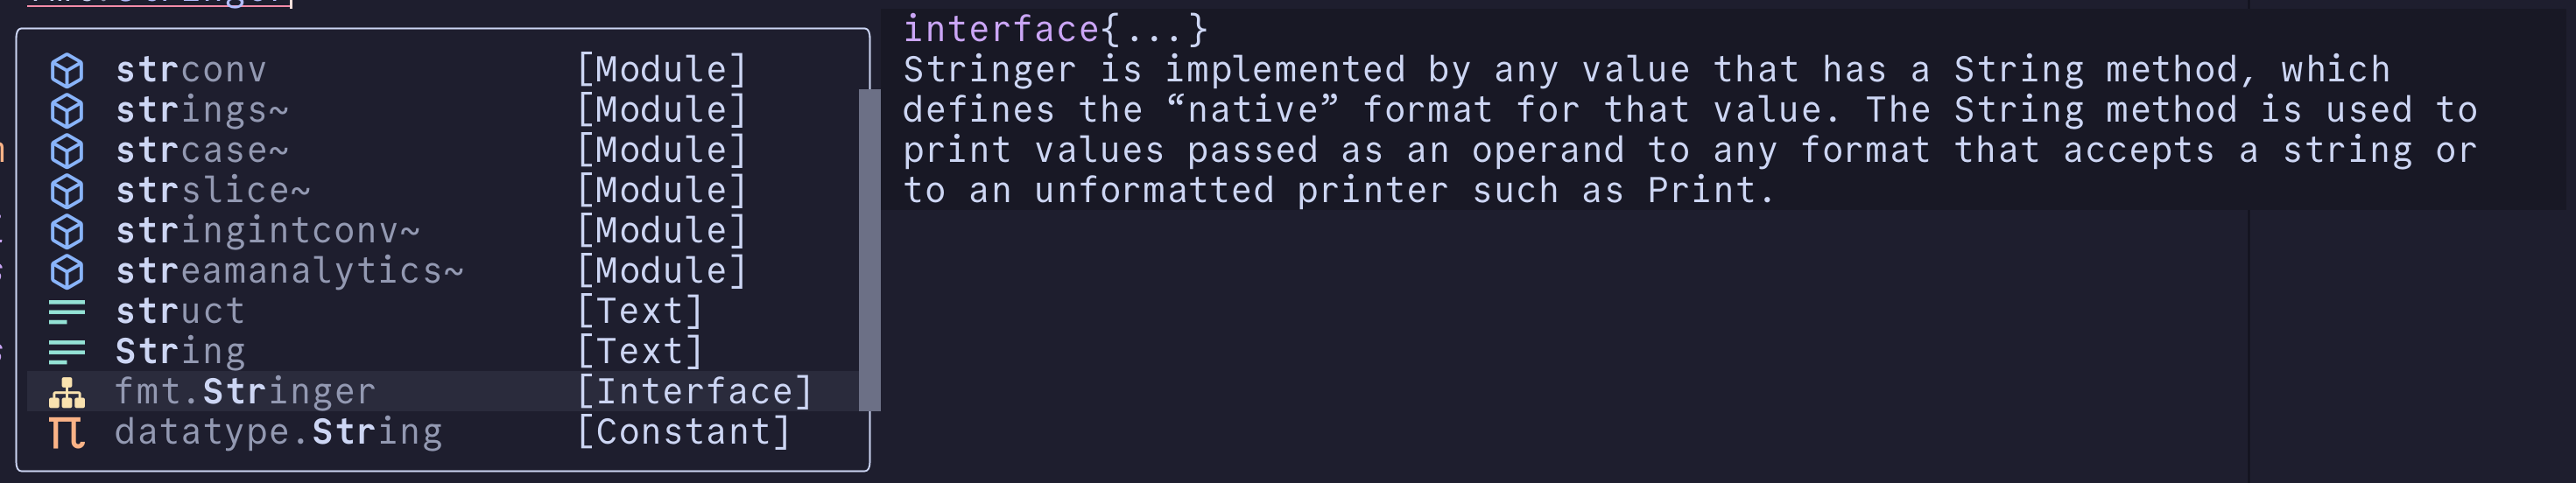 strconv [Module]
strings~ [Module]
strcase~ [Module]
strslice~ [Module]
stringintconv~ [Module]
streamanalytics~ [Module]
struct [Text]
String [Text]
fmt.Stringer [Interface]
datatype.String [Constant]
interface{...}
Stringer is implemented by any value that has a String method, which
defines the “native” format for that value. The String method is used to
print values passed as an operand to any format that accepts a string or
to an unformatted printer such as Print.